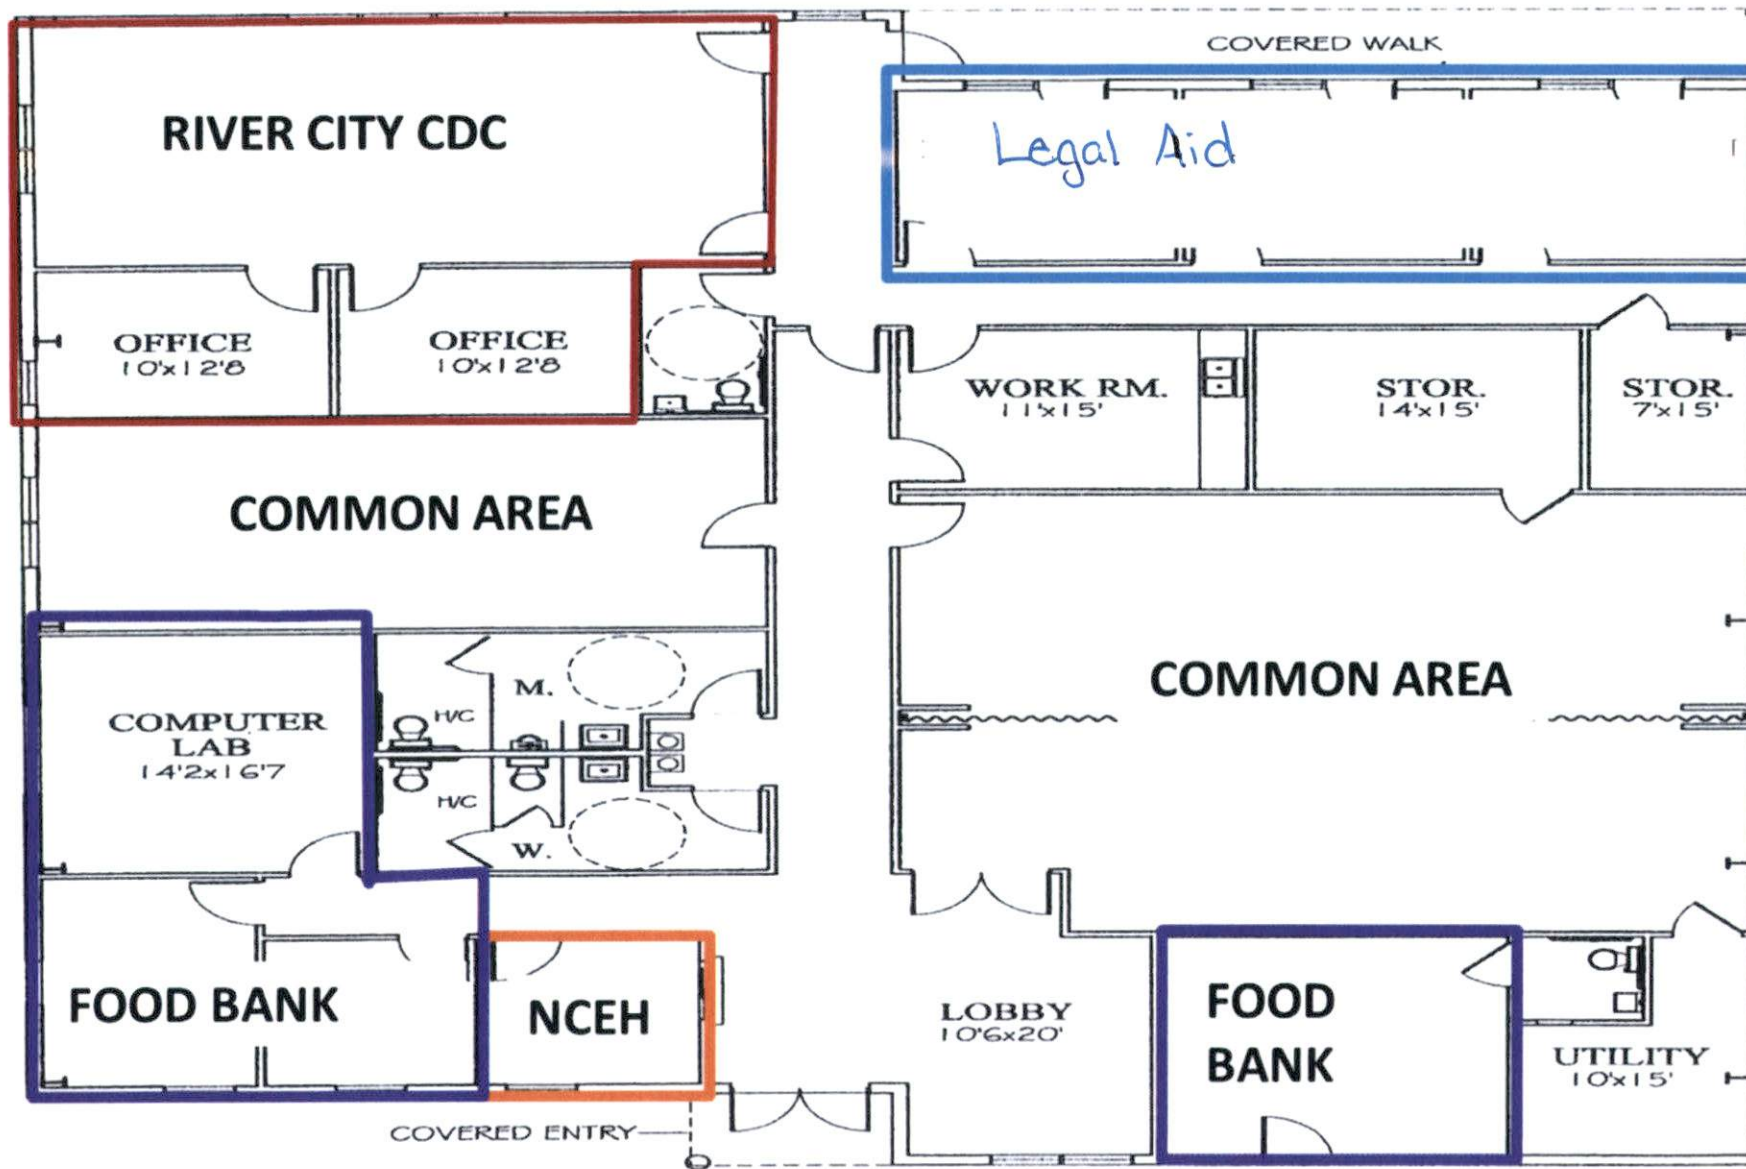 COVERED WALK
RIVER CITY CDC
Legal Aid
OFFICE
10'x12'8
OFFICE
10'x12'8
WORK RM.
11'x15'
STOR.
14'x15'
STOR.
7'x15'
COMMON AREA
COMMON AREA
M.
H/C
COMPUTER
LAB
14'2x16'7
H/C
W.
FOOD BANK
NCEH
LOBBY
10'6x20'
FOOD
BANK
UTILITY
10'x15'
COVERED ENTRY